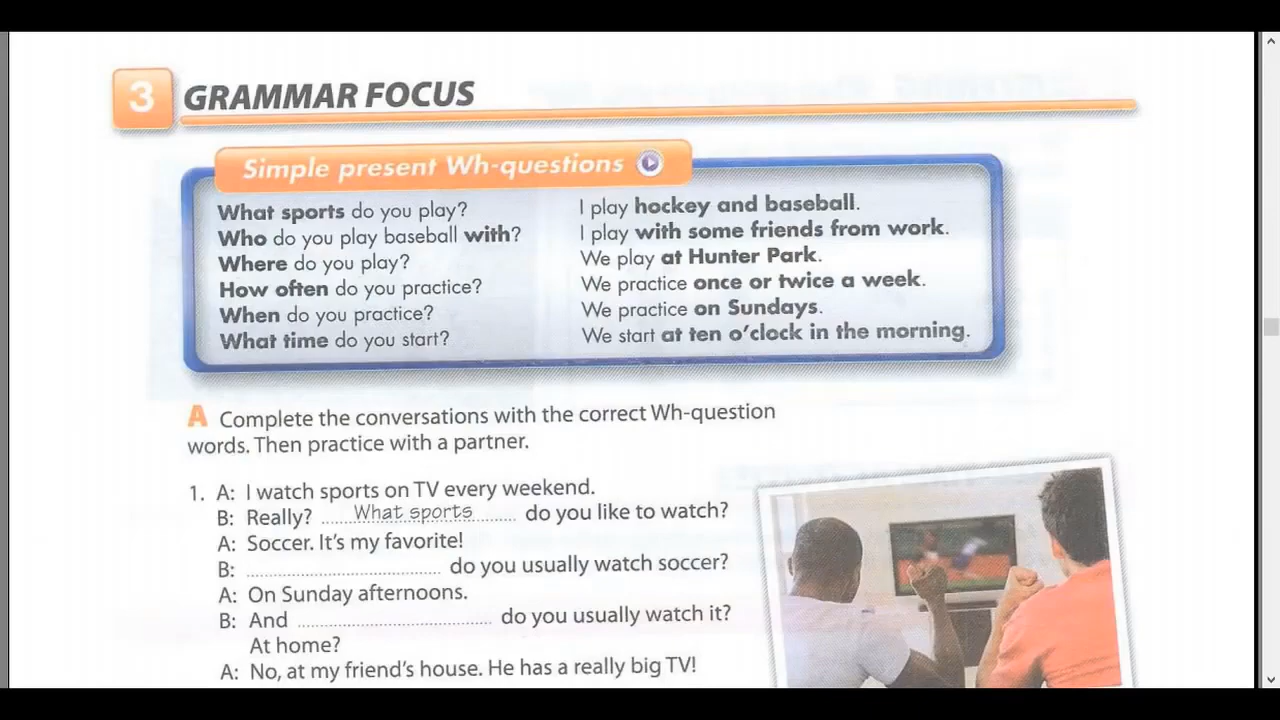 3 GRAMMAR FOCUS
Simple present Wh-questions
What sports do you play? I play hockey and baseball.
Who do you play baseball with? I play with some friends from work.
Where do you play? We play at Hunter Park.
How often do you practice? We practice once or twice a week.
When do you practice? We practice on Sundays.
What time do you start? We start at ten o'clock in the morning.
A Complete the conversations with the correct Wh-question
words. Then practice with a partner.
1. A: I watch sports on TV every weekend.
B: Really? What sports do you like to watch?
A: Soccer. It's my favorite!
B: ........................................ do you usually watch soccer?
A: On Sunday afternoons.
B: And ........................................ do you usually watch it?
At home?
A: No, at my friend's house. He has a really big TV!